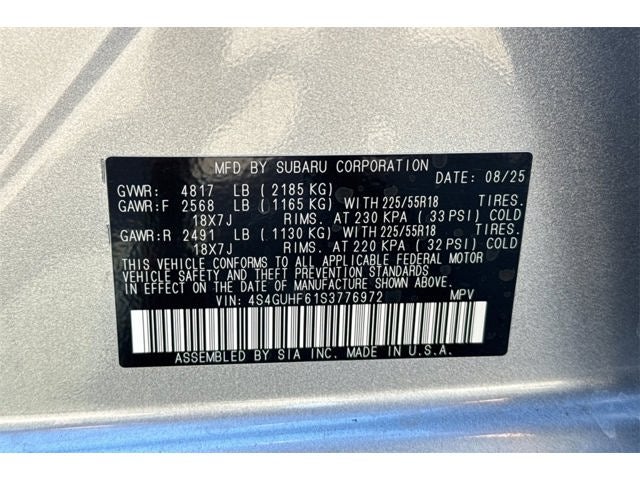 MFD BY SUBARU CORPORATION
DATE: 08/25
GVWR: 4817 LB (2185 KG)
GAWR:F 2568 LB (1165 KG) WITH 225/55R18 TIRES.
18X7J RIMS. AT 230 KPA (33 PSI) COLD
GAWR:R 2491 LB (1130 KG) WITH 225/55R18 TIRES.
18X7J RIMS. AT 220 KPA (32 PSI) COLD
THIS VEHICLE CONFORMS TO ALL APPLICABLE FEDERAL MOTOR
VEHICLE SAFETY AND THEFT PREVENTION STANDARDS
IN EFFECT ON THE DATE OF MANUFACTURE SHOWN ABOVE.
VIN: 4S4GUHF61S3776972 MPV
ASSEMBLED BY SIA INC. MADE IN U.S.A.